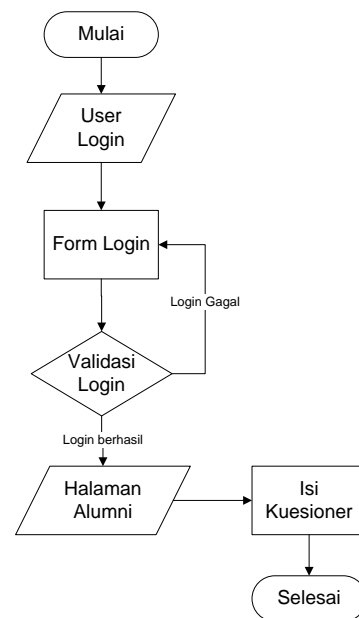 Mulai
User
Login
Form Login
Login Gagal
Validasi
Login
Login berhasil
Halaman
Alumni
Isi
Kuesioner
Selesai